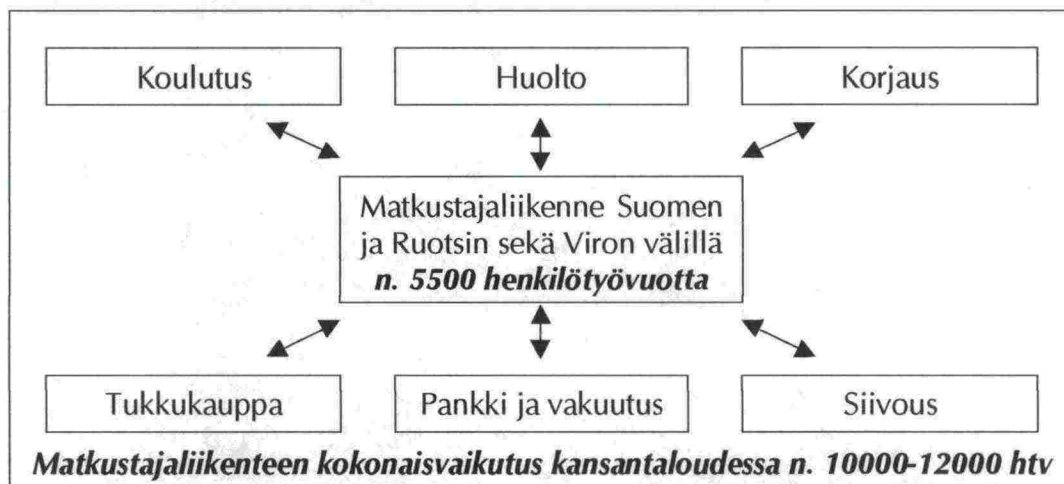 Koulutus
Huolto
Korjaus
Matkustajaliikenne Suomen
ja Ruotsin sekä Viron välillä
n. 5500 henkilötyövuotta
Tukkukauppa
Pankki ja vakuutus
Siivous
Matkustajaliikenteen kokonaisvaikutus kansantaloudessa n. 10000-12000 htv